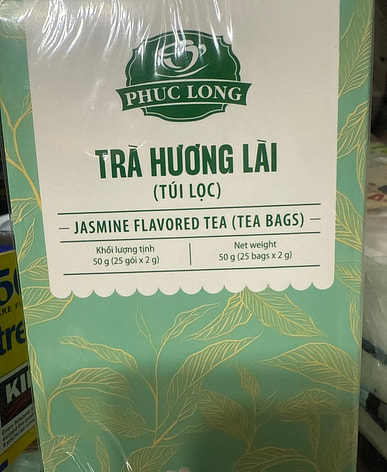 PHUC LONG
TRÀ HƯƠNG LÀI
(TÚI LỌC)
JASMINE FLAVORED TEA (TEA BAGS)
Khối lượng tịnh
50 g (25 gói x 2 g)
Net weight
50 g (25 bags x 2 g)